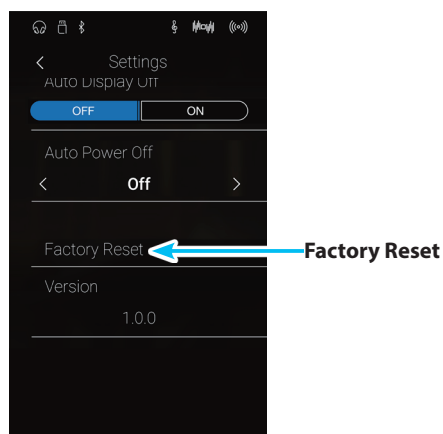 Settings
Auto Display Off
OFF ON
Auto Power Off
< Off >
Factory Reset
Factory Reset
Version
1.0.0